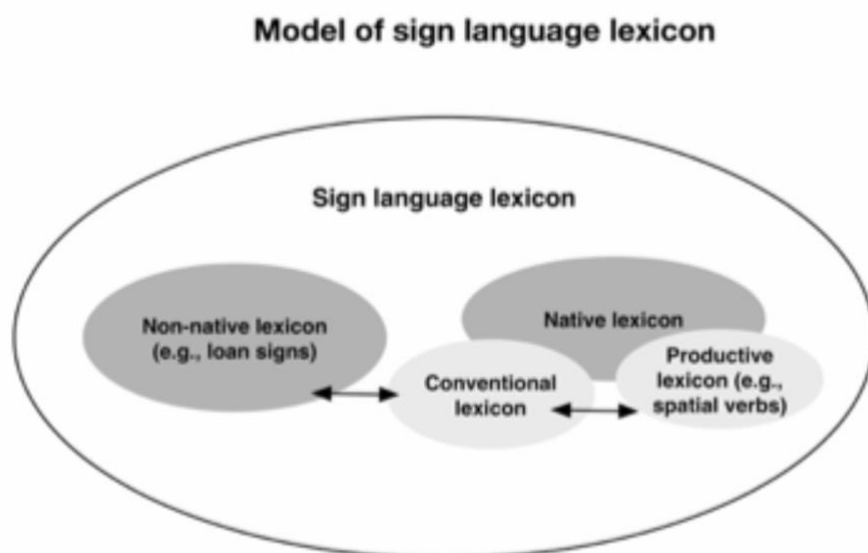 Model of sign language lexicon
Sign language lexicon
Non-native lexicon
(e.g., loan signs)
Native lexicon
Conventional
lexicon
Productive
lexicon (e.g.,
spatial verbs)